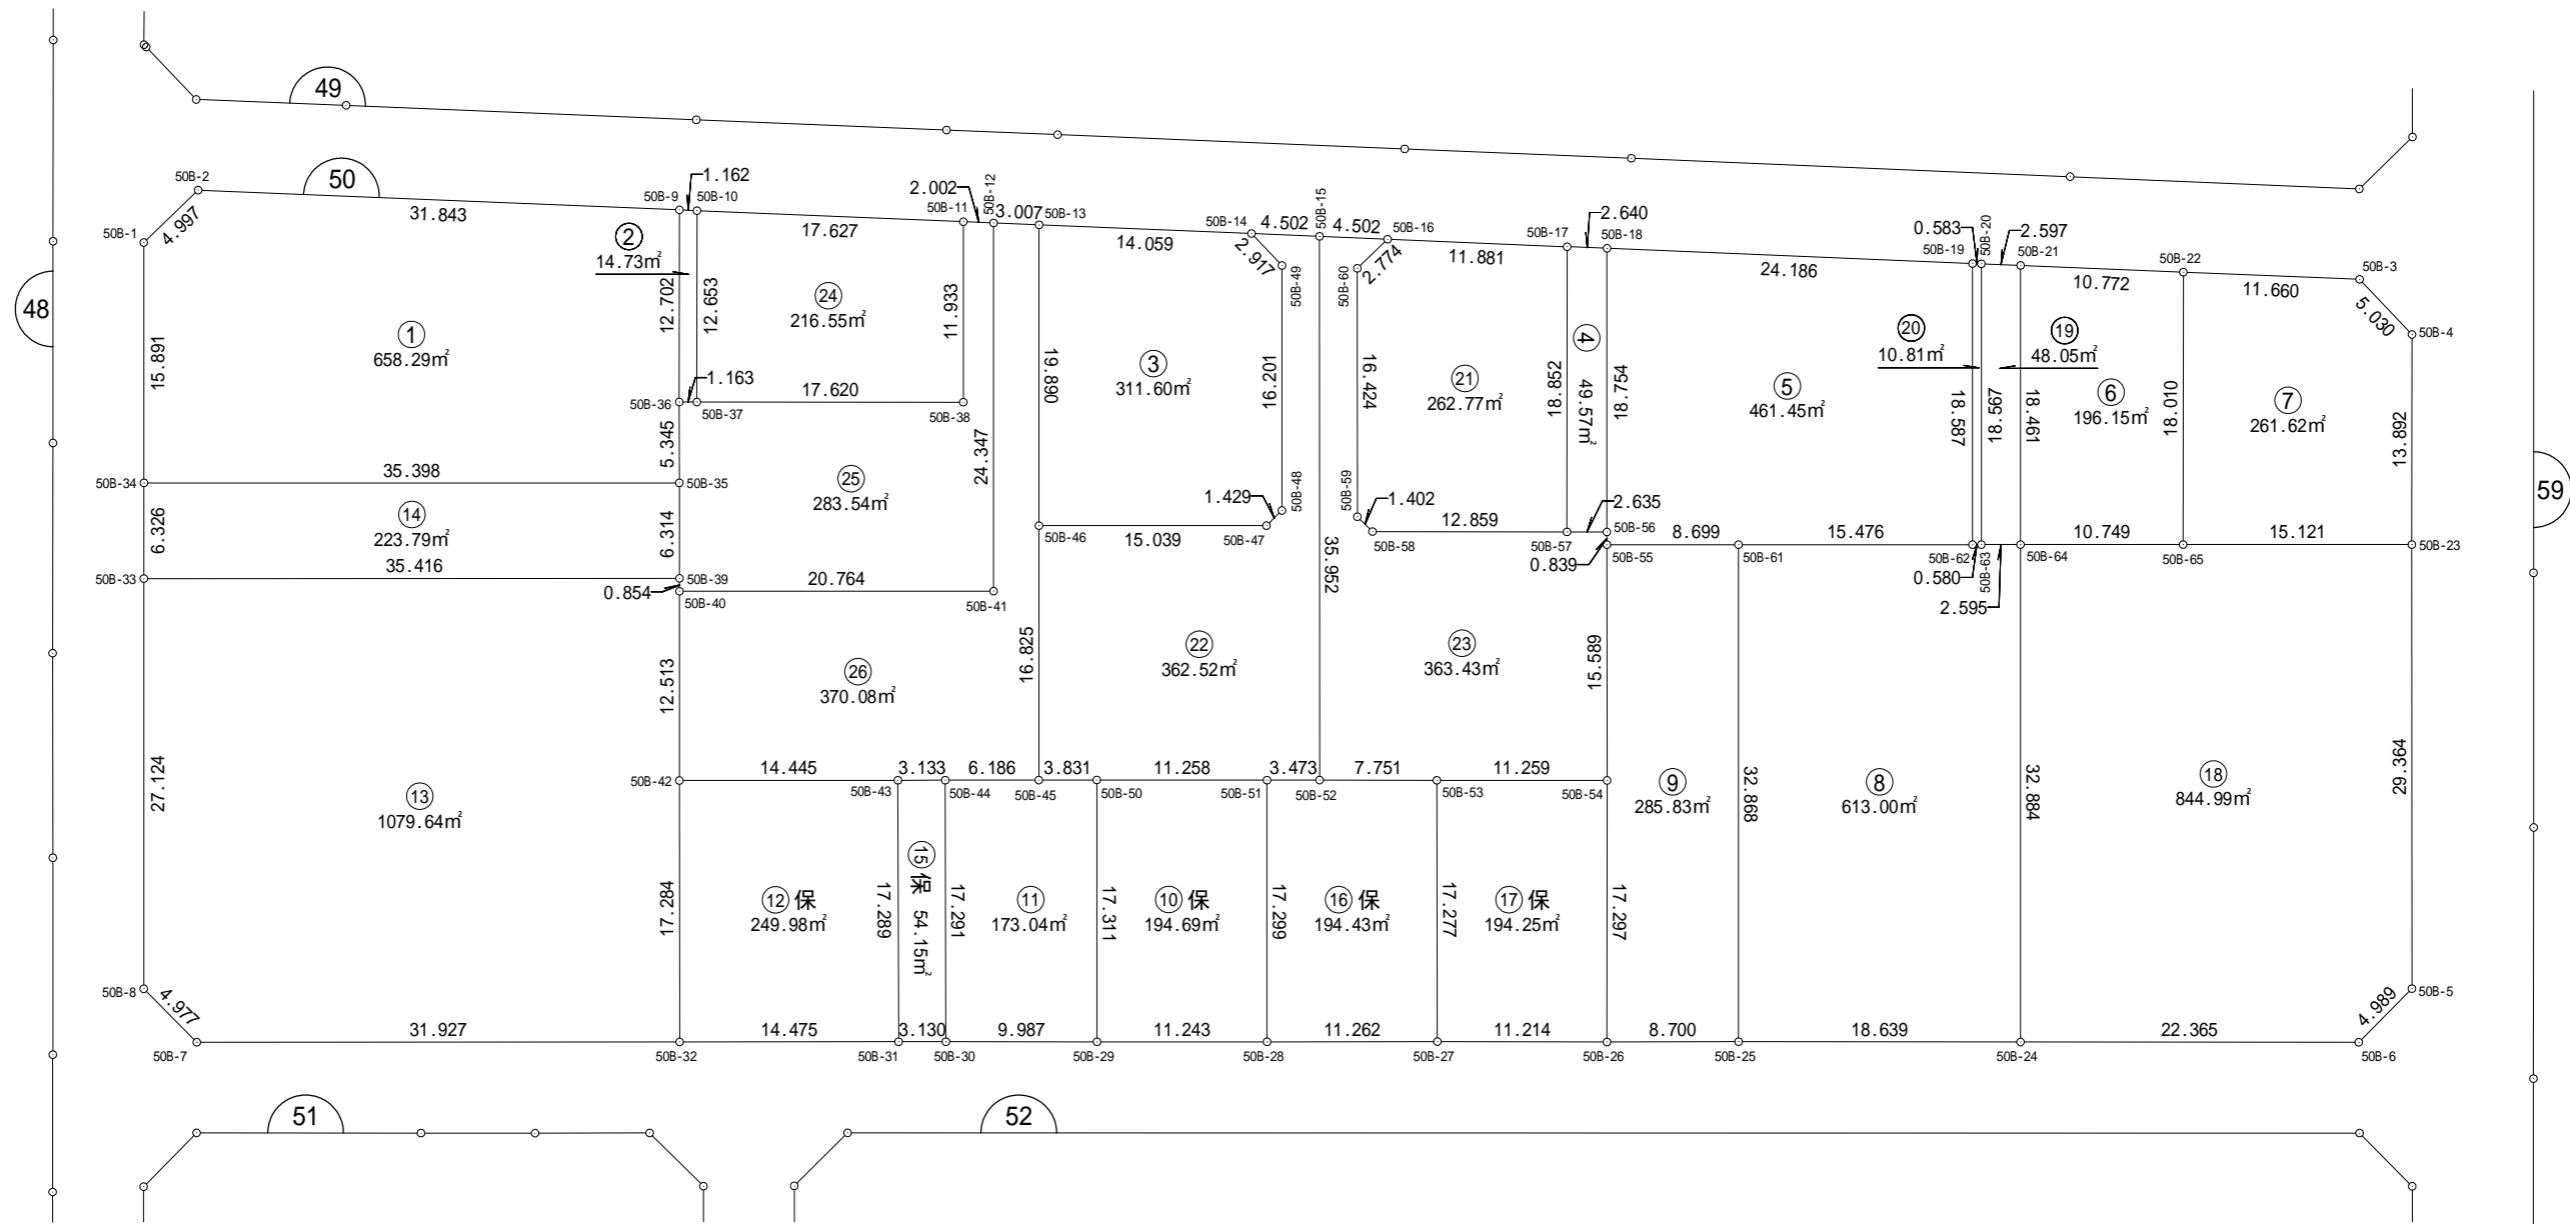 49
50B-2
50
50B-9
50B-10
1.162
2.002
50B-12
50B-11
3.007
50B-13
50B-14
4.502
50B-15
4.502
50B-16
2.640
50B-17
50B-18
0.583
50B-20
2.597
50B-19
50B-21
50B-22
50B-3
50B-1
4.997
31.843
17.627
14.059
2.917
50B-49
50B-60
2.774
11.881
24.186
10.772
11.660
5.030
50B-4
48
② 14.73㎡
12.702
12.653
㉔
216.55㎡
11.933
①
658.29㎡
15.891
1.163
17.620
50B-36
50B-37
50B-38
5.345
24.347
19.890
③
311.60㎡
16.201
16.424
㉑
262.77㎡
18.852
④
49.57㎡
18.754
⑤
461.45㎡
⑳
10.81㎡
18.587
18.567
⑲
48.05㎡
18.461
⑥
196.15㎡
18.010
⑦
261.62㎡
13.892
59
50B-34
35.398
50B-35
㉕
283.54㎡
⑭
223.79㎡
6.326
6.314
1.429
50B-48
50B-59
1.402
2.635
12.859
50B-46
15.039
50B-47
50B-58
50B-57
50B-56
0.839
50B-55
8.699
50B-61
15.476
50B-62
0.580
50B-63
2.595
50B-64
10.749
50B-65
15.121
50B-23
50B-33
35.416
50B-39
0.854
50B-40
20.764
50B-41
35.952
12.513
㉖
370.08㎡
16.825
㉒
362.52㎡
㉓
363.43㎡
15.589
27.124
⑬
1079.64㎡
50B-42
14.445
50B-43
3.133
50B-44
6.186
50B-45
3.831
50B-50
11.258
50B-51
3.473
50B-52
7.751
50B-53
11.259
50B-54
⑨
285.83㎡
32.868
⑧
613.00㎡
32.884
⑱
844.99㎡
29.364
17.284
⑫保
249.98㎡
17.289
⑮保 54.15㎡
17.291
⑪
173.04㎡
17.311
⑩保
194.69㎡
17.299
⑯保
194.43㎡
17.277
⑰保
194.25㎡
17.297
50B-8
4.977
50B-7
31.927
50B-32
14.475
50B-31
3.130
50B-30
9.987
50B-29
11.243
50B-28
11.262
50B-27
11.214
50B-26
8.700
50B-25
18.639
50B-24
22.365
50B-6
4.989
50B-5
51
52